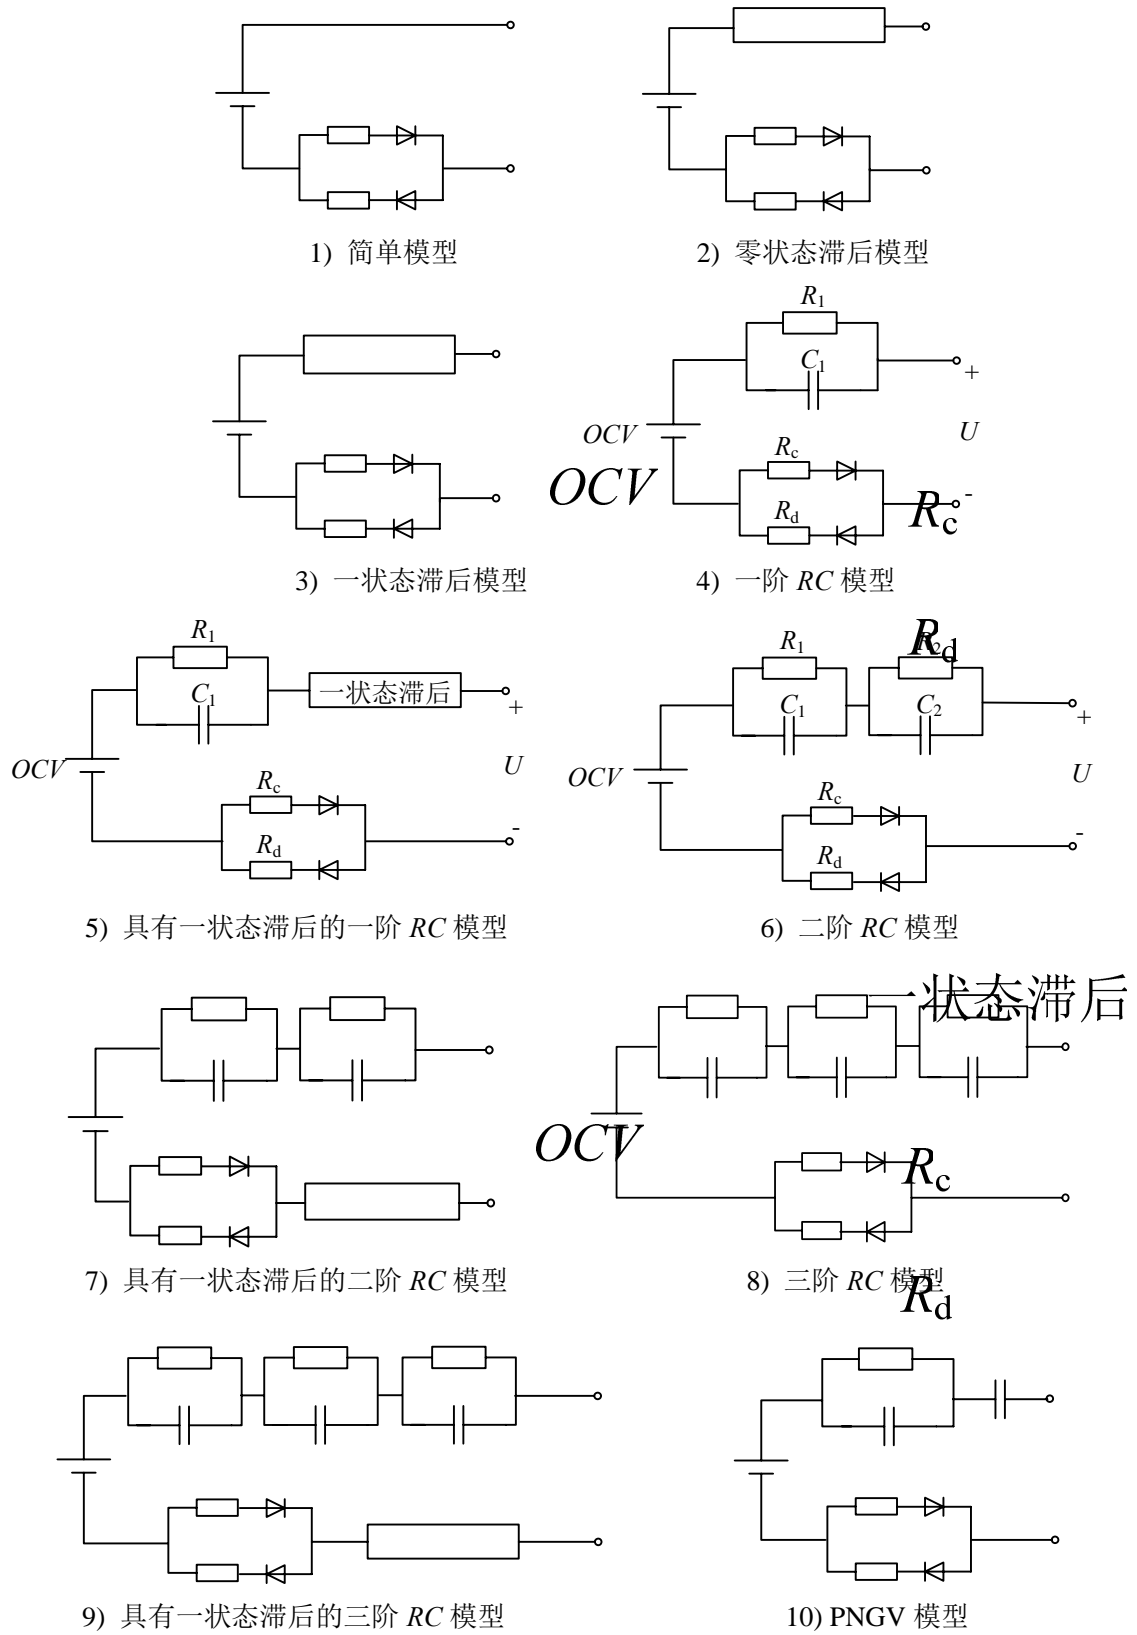 1) 简单模型
2) 零状态滞后模型
R1
C1
+
OCV
U
Rc
OCV
Rd
Rc
-
3) 一状态滞后模型
4) 一阶 RC 模型
R1
C1
一状态滞后
+
OCV
U
Rc
Rd
-
R1
Rd
C1
C2
+
OCV
U
Rc
Rd
-
5) 具有一状态滞后的一阶 RC 模型
6) 二阶 RC 模型
一状态滞后
OCV
Rc
7) 具有一状态滞后的二阶 RC 模型
8) 三阶 RC 模型
Rd
9) 具有一状态滞后的三阶 RC 模型
10) PNGV 模型